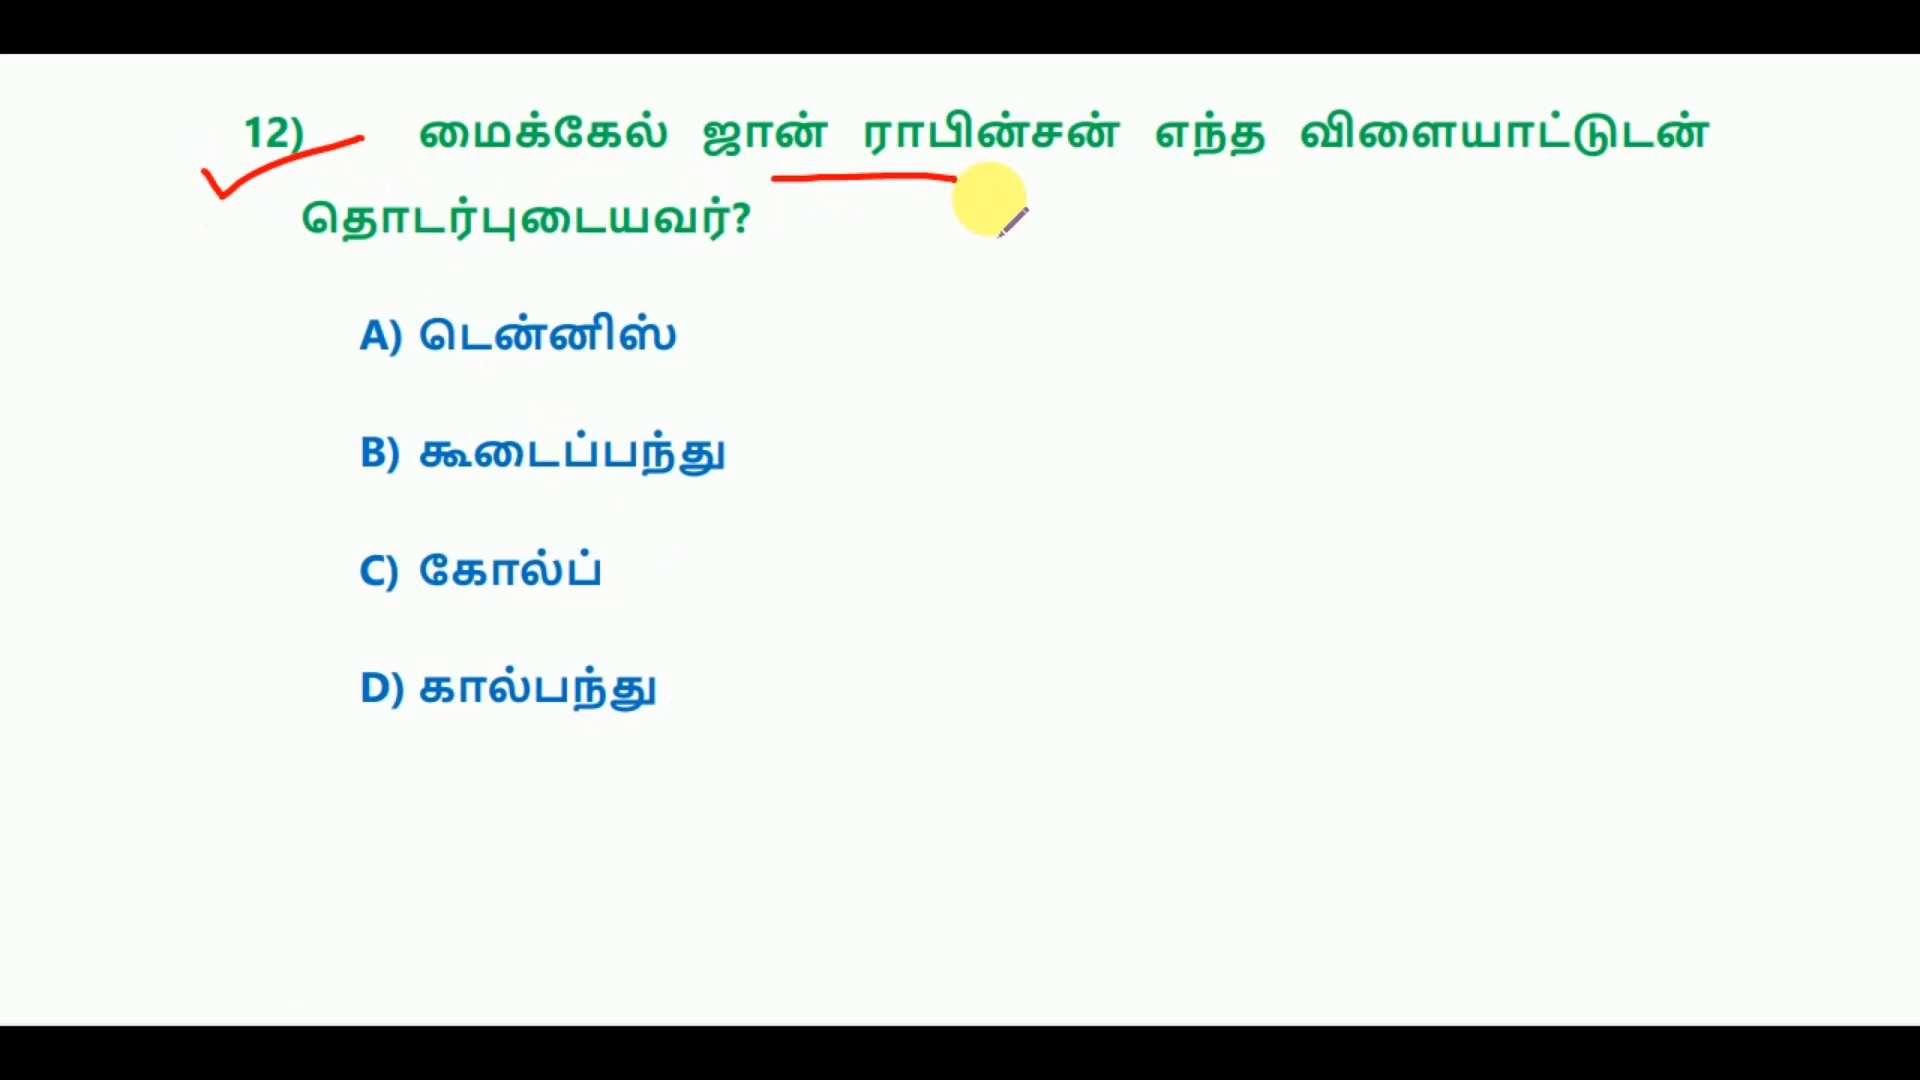 12) மைக்கேல் ஜான் ராபின்சன் எந்த விளையாட்டுடன்
தொடர்புடையவர்?
A) டென்னிஸ்
B) கூடைப்பந்து
C) கோல்ப்
D) கால்பந்து